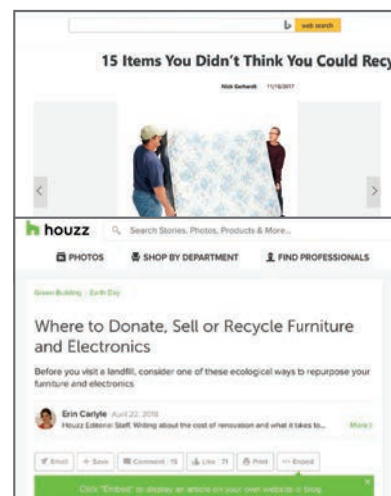 web search
15 Items You Didn't Think You Could Recy
Nick Gerhardt 11/15/2017
houzz
Search Stories, Photos, Products & More...
PHOTOS
SHOP BY DEPARTMENT
FIND PROFESSIONALS
Green Building Earth Day
Where to Donate, Sell or Recycle Furniture
and Electronics
Before you visit a landfill, consider one of these ecological ways to repurpose your
furniture and electronics
Erin Carlyle April 22, 2018
Houzz Editorial Staff. Writing about the cost of renovation and what it takes to...
More
Email
Save
Comment 15
Like 71
Print
Embed
Click "Embed" to display an article on your own website or blog